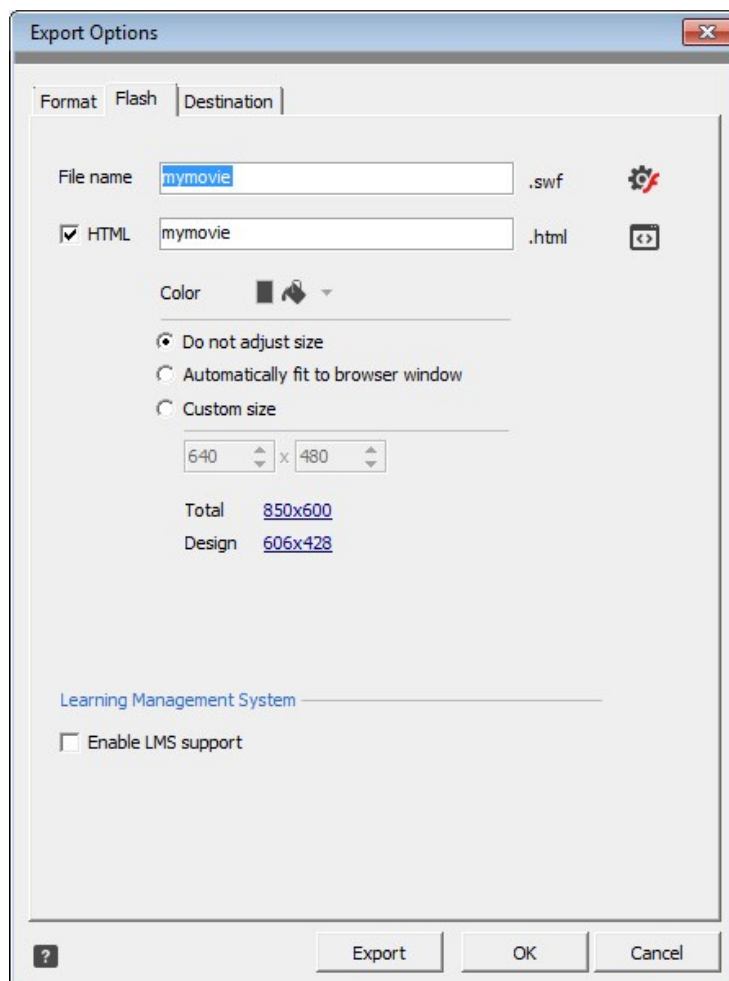 Export Options
Format Flash Destination
File name mymovie .swf
HTML mymovie .html
Color
Do not adjust size
Automatically fit to browser window
Custom size
640 x 480
Total 850x600
Design 606x428
Learning Management System
Enable LMS support
? Export OK Cancel